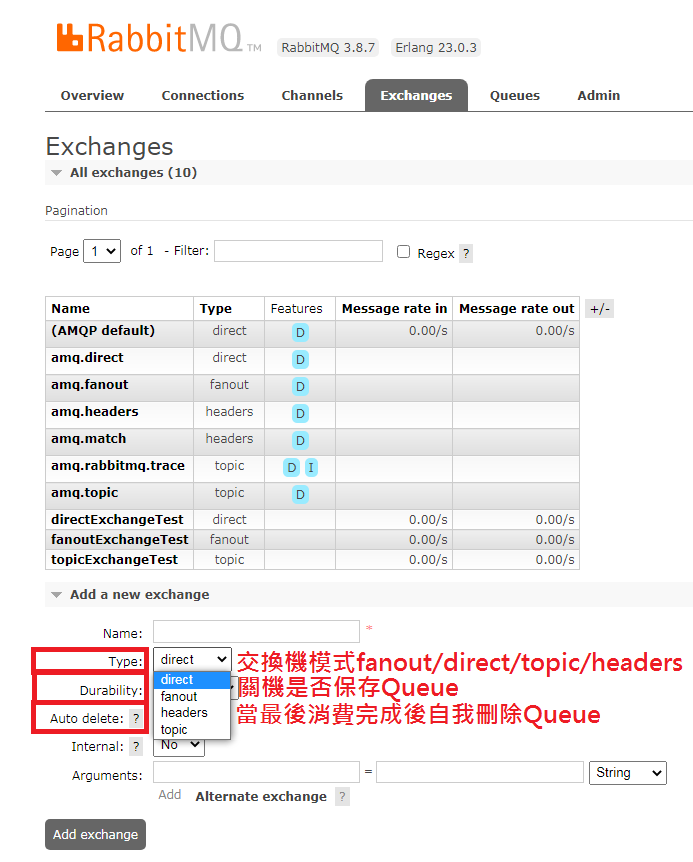 RabbitMQ TM RabbitMQ 3.8.7 Erlang 23.0.3
Overview Connections Channels Exchanges Queues Admin
Exchanges
All exchanges (10)
Pagination
Page 1 of 1 - Filter: Regex ?
Name Type Features Message rate in Message rate out +/-
(AMQP default) direct D 0.00/s 0.00/s
amq.direct direct D
amq.fanout fanout D
amq.headers headers D
amq.match headers D
amq.rabbitmq.trace topic D I
amq.topic topic D
directExchangeTest direct 0.00/s 0.00/s
fanoutExchangeTest fanout 0.00/s 0.00/s
topicExchangeTest topic 0.00/s 0.00/s
Add a new exchange
Name: *
Type: direct 交換機模式fanout/direct/topic/headers
direct
Durability: 關機是否保存Queue
fanout
headers
Auto delete: ? 當最後消費完成後自我刪除Queue
topic
Internal: ? No
Arguments: = String
Add Alternate exchange ?
Add exchange